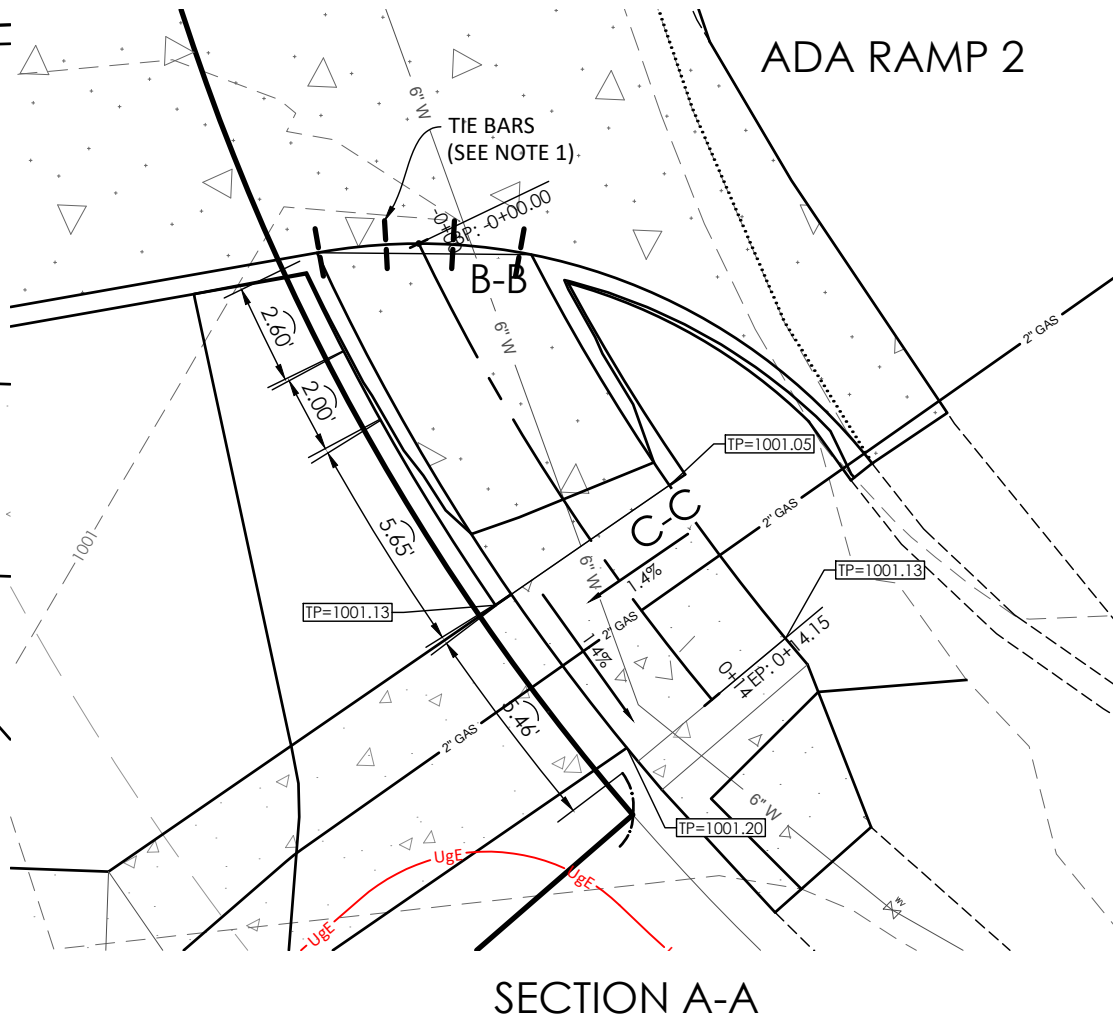 ADA RAMP 2
6" W
TIE BARS
(SEE NOTE 1)
BP: -0+00.00
B-B
2" GAS
2.60'
6" W
2.00'
TP=1001.05
C-C
2" GAS
5.65'
1001
6" W
1.4%
TP=1001.13
TP=1001.13
2" GAS
1.4%
0+14
EP: 0+14.15
5.46'
2" GAS
6" W
TP=1001.20
UgE
UgE
UgE
WV
SECTION A-A